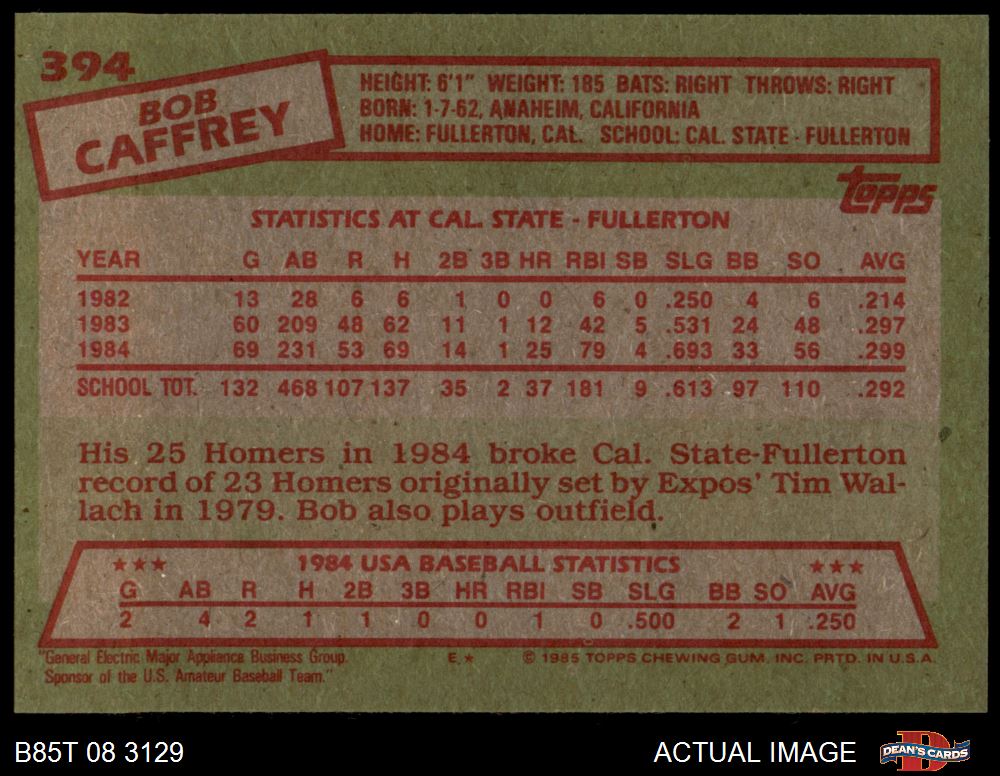 394
BOB
CAFFREY
HEIGHT: 6'1" WEIGHT: 185 BATS: RIGHT THROWS: RIGHT
BORN: 1-7-62, ANAHEIM, CALIFORNIA
HOME: FULLERTON, CAL. SCHOOL: CAL. STATE - FULLERTON
topps
STATISTICS AT CAL. STATE - FULLERTON
YEAR G AB R H 2B 3B HR RBI SB SLG BB SO AVG
1982 13 28 6 6 1 0 0 6 0 .250 4 6 .214
1983 60 209 48 62 11 1 12 42 5 .531 24 48 .297
1984 69 231 53 69 14 1 25 79 4 .693 33 56 .299
SCHOOL TOT. 132 468 107 137 35 2 37 181 9 .613 97 110 .292
His 25 Homers in 1984 broke Cal. State-Fullerton
record of 23 Homers originally set by Expos' Tim Wal-
lach in 1979. Bob also plays outfield.
★★★ 1984 USA BASEBALL STATISTICS ★★★
G AB R H 2B 3B HR RBI SB SLG BB SO AVG
2 4 2 1 1 0 0 1 0 .500 2 1 .250
"General Electric Major Appliance Business Group. E★ © 1985 TOPPS CHEWING GUM, INC. PRTD. IN U.S.A.
Sponsor of the U.S. Amateur Baseball Team."
B85T 08 3129 ACTUAL IMAGE D DEAN'S CARDS